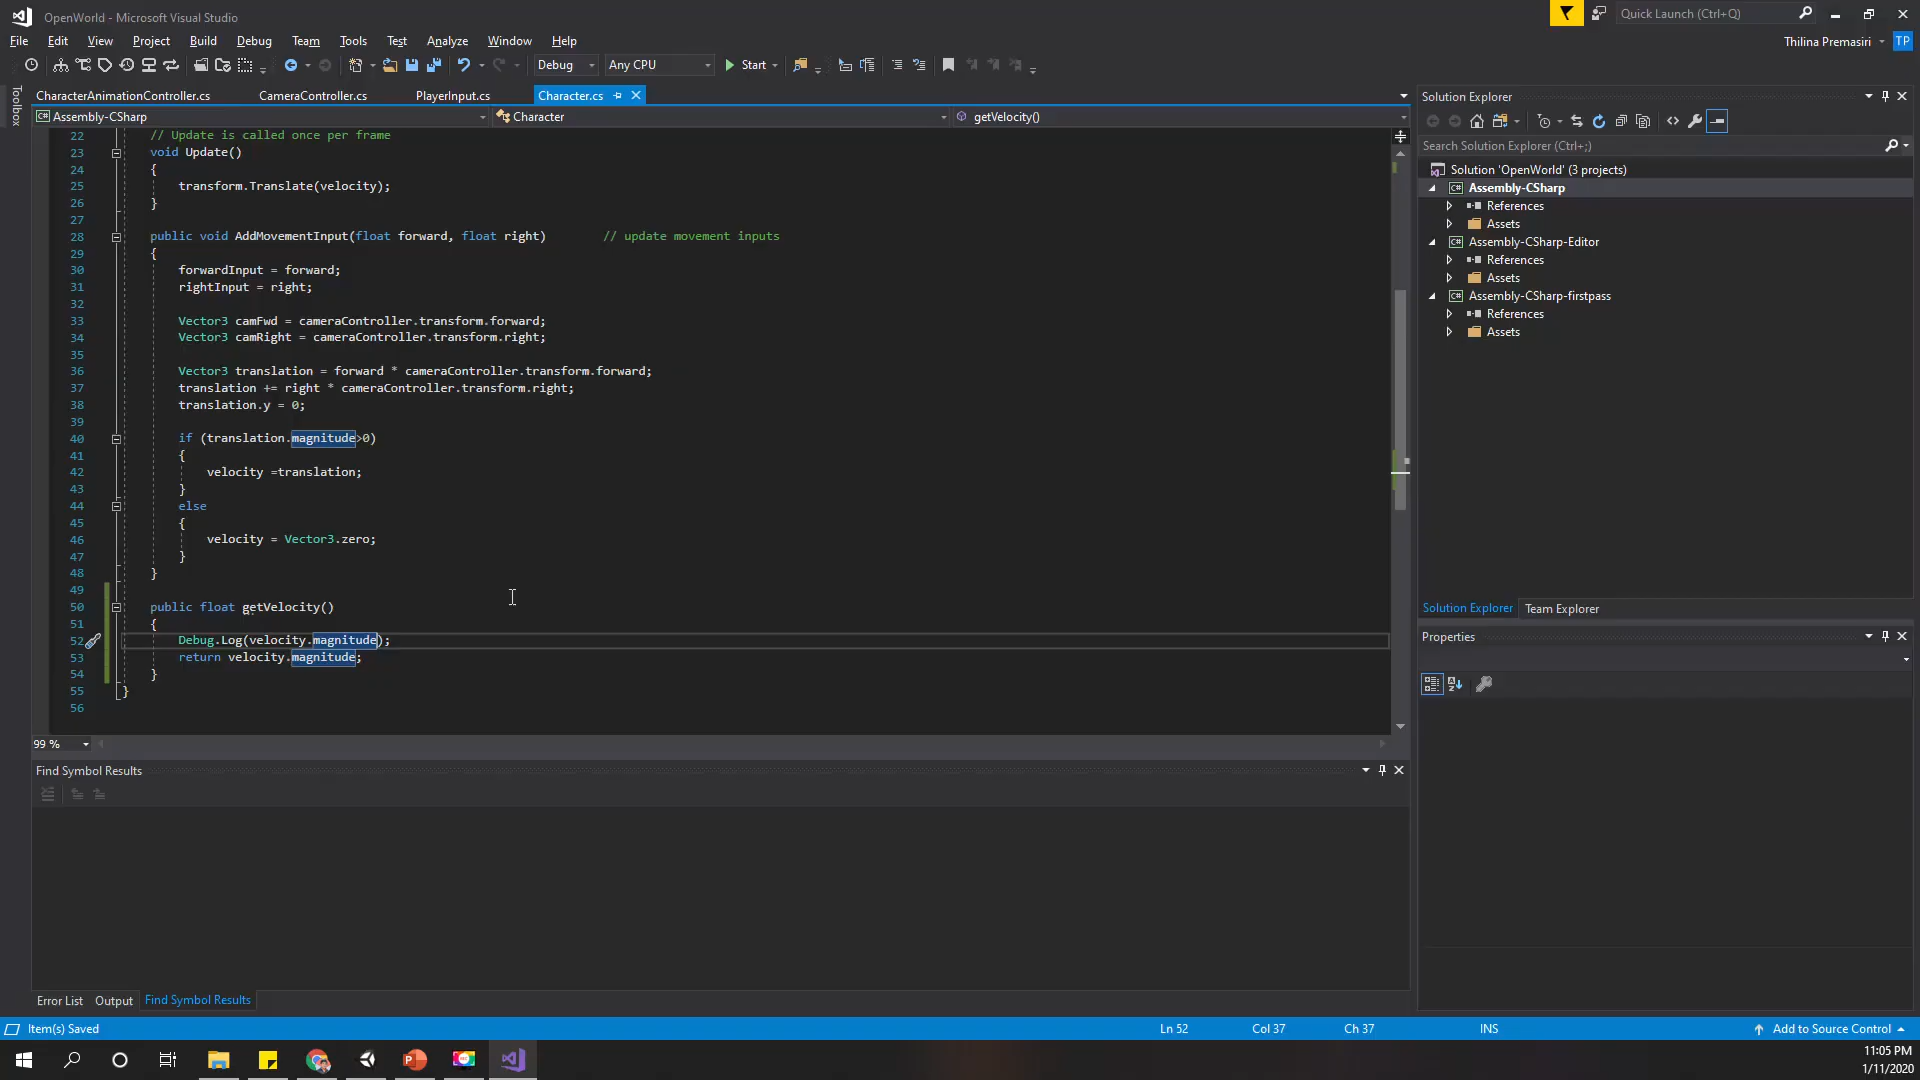 OpenWorld - Microsoft Visual Studio
Quick Launch (Ctrl+Q)
File Edit View Project Build Debug Team Tools Test Analyze Window Help
Thilina Premasiri TP
Debug Any CPU Start
Toolbox
CharacterAnimationController.cs CameraController.cs PlayerInput.cs Character.cs
C# Assembly-CSharp Character getVelocity()
22 // Update is called once per frame
23 void Update()
24 {
25 transform.Translate(velocity);
26 }
27
28 public void AddMovementInput(float forward, float right) // update movement inputs
29 {
30 forwardInput = forward;
31 rightInput = right;
32
33 Vector3 camFwd = cameraController.transform.forward;
34 Vector3 camRight = cameraController.transform.right;
35
36 Vector3 translation = forward * cameraController.transform.forward;
37 translation += right * cameraController.transform.right;
38 translation.y = 0;
39
40 if (translation.magnitude>0)
41 {
42 velocity =translation;
43 }
44 else
45 {
46 velocity = Vector3.zero;
47 }
48 }
49
50 public float getVelocity()
51 {
52 Debug.Log(velocity.magnitude);
53 return velocity.magnitude;
54 }
55 }
56
99 %
Find Symbol Results
Error List Output Find Symbol Results
Solution Explorer
Search Solution Explorer (Ctrl+;)
Solution 'OpenWorld' (3 projects)
C# Assembly-CSharp
References
Assets
C# Assembly-CSharp-Editor
References
Assets
C# Assembly-CSharp-firstpass
References
Assets
Solution Explorer Team Explorer
Properties
Item(s) Saved Ln 52 Col 37 Ch 37 INS Add to Source Control
11:05 PM
1/11/2020